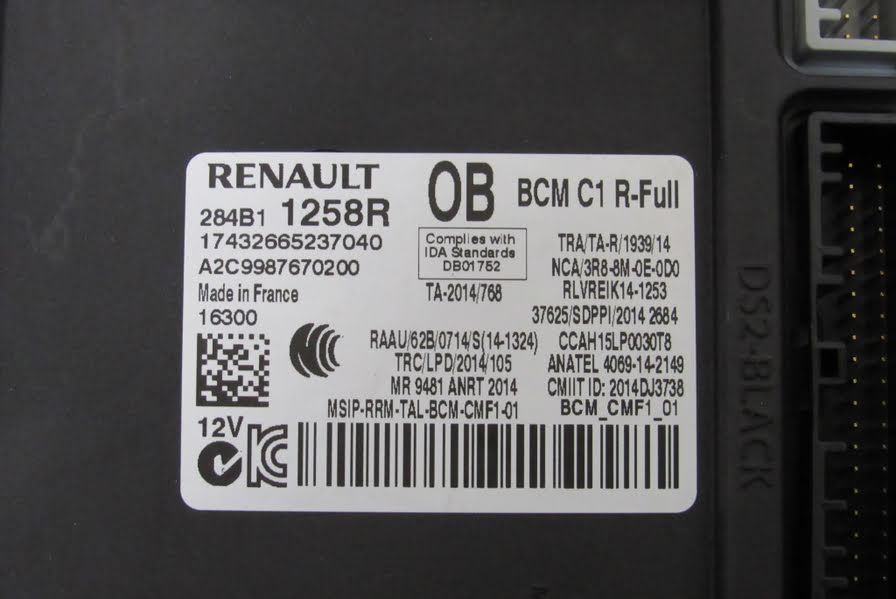 RENAULT
OB
BCM C1 R-Full
284B1 1258R
17432665237040
A2C9987670200
Made in France
16300
Complies with
IDA Standards
DB01752
TA-2014/768
TRA/TA-R/1939/14
NCA/3R8-8M-0E-0D0
RLVREIK14-1253
37625/SDPPI/2014 2684
RAAU/62B/0714/S(14-1324)
CCAH15LP0030T8
TRC/LPD/2014/105
ANATEL 4069-14-2149
MR 9481 ANRT 2014
CMIIT ID: 2014DJ3738
MSIP-RRM-TAL-BCM-CMF1-01
BCM_CMF1_01
12V
DS2-BLACK